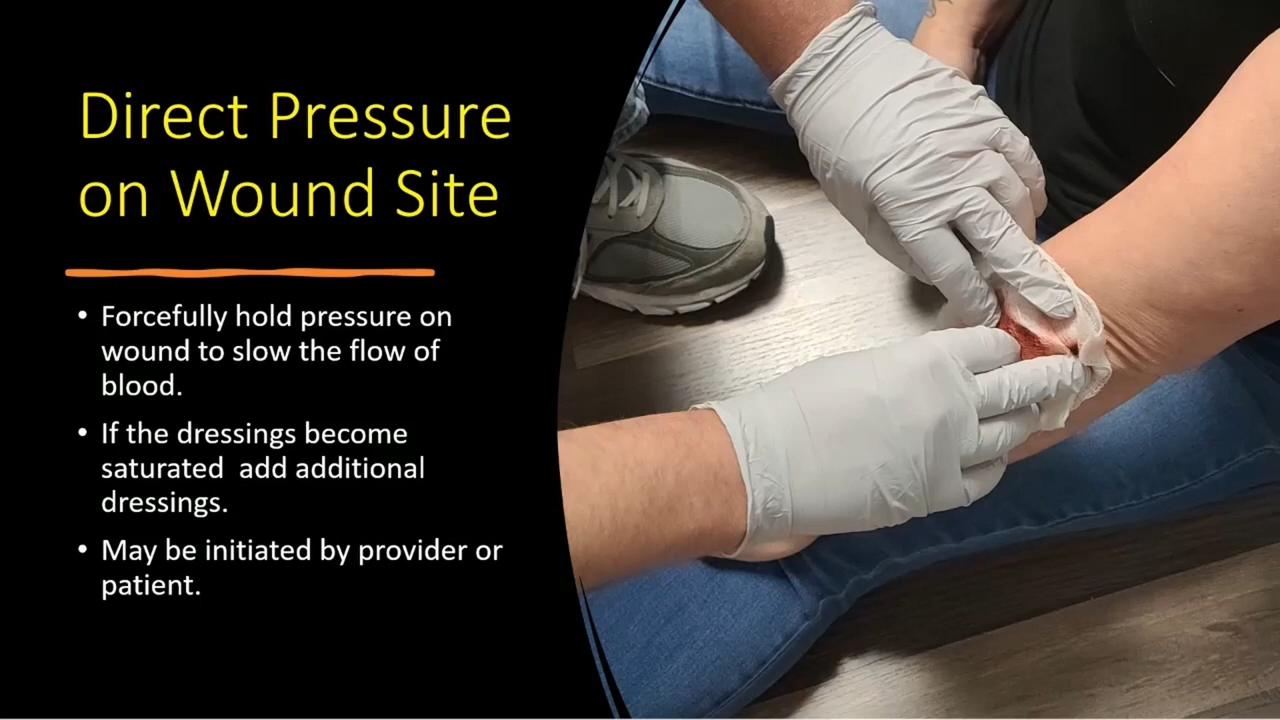 Direct Pressure
on Wound Site
• Forcefully hold pressure on
wound to slow the flow of
blood.
• If the dressings become
saturated  add additional
dressings.
• May be initiated by provider or
patient.